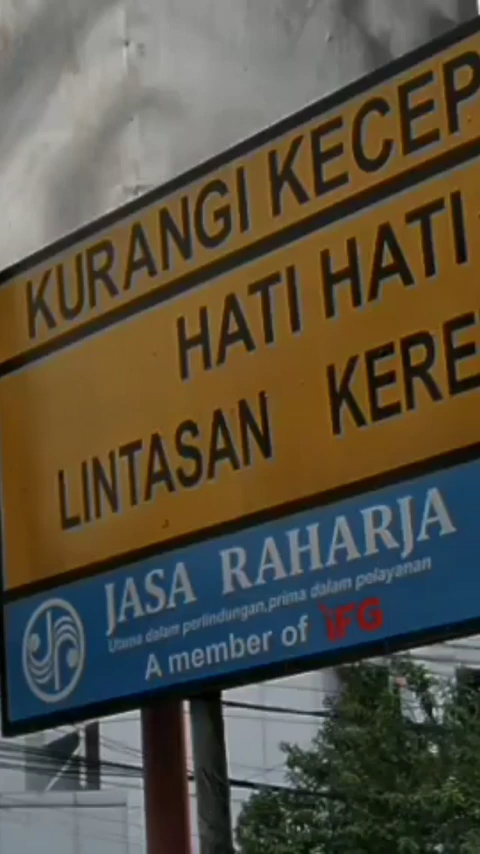 KURANGI KECEP
HATI HATI
LINTASAN KERE
JASA RAHARJA
Utama dalam perlindungan,prima dalam pelayanan
A member of IFG